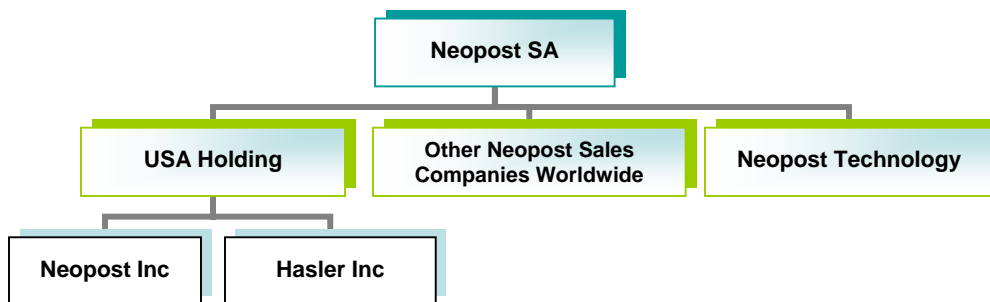 Neopost SA
USA Holding
Other Neopost Sales
Companies Worldwide
Neopost Technology
Neopost Inc
Hasler Inc